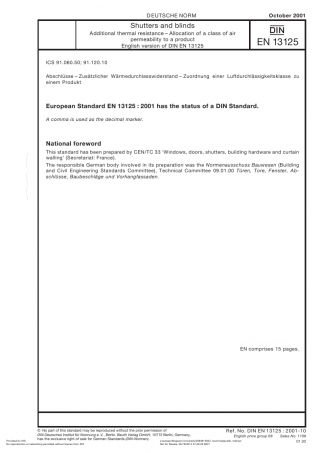 DEUTSCHE NORM
October 2001
Shutters and blinds
Additional thermal resistance – Allocation of a class of air
permeability to a product
English version of DIN EN 13125
DIN
EN 13125
ICS 91.060.50; 91.120.10
Abschlüsse – Zusätzlicher Wärmedurchlasswiderstand – Zuordnung einer Luftdurchlässigkeitsklasse zu
einem Produkt
European Standard EN 13125 : 2001 has the status of a DIN Standard.
A comma is used as the decimal marker.
National foreword
This standard has been prepared by CEN/TC 33 ‘Windows, doors, shutters, building hardware and curtain
walling’ (Secretariat: France).
The responsible German body involved in its preparation was the Normenausschuss Bauwesen (Building
and Civil Engineering Standards Committee), Technical Committee 09.01.00 Türen, Tore, Fenster, Ab-
schlüsse, Baubeschläge und Vorhangfassaden.
EN comprises 15 pages.
© No part of this standard may be reproduced without the prior permission of
DIN Deutsches Institut für Normung e. V., Berlin. Beuth Verlag GmbH, 10772 Berlin, Germany,
has the exclusive right of sale for German Standards (DIN-Normen).
Ref. No. DIN EN 13125 : 2001-10
English price group 09 Sales No. 1109
07.02